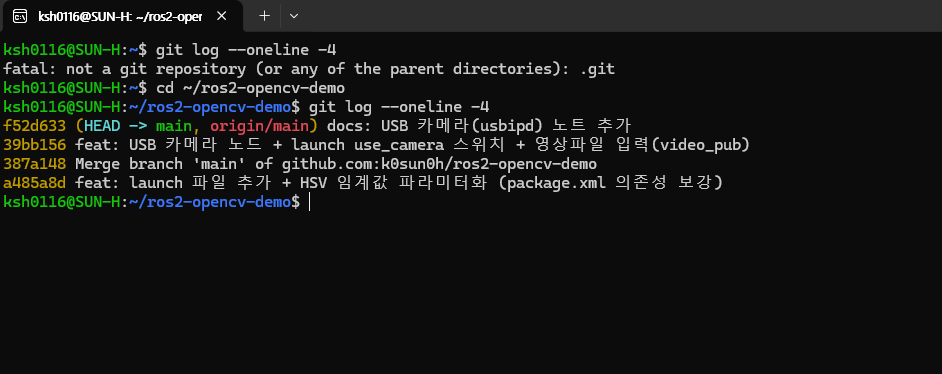 ksh0116@SUN-H: ~/ros2-oper
ksh0116@SUN-H:~$ git log --oneline -4
fatal: not a git repository (or any of the parent directories): .git
ksh0116@SUN-H:~$ cd ~/ros2-opencv-demo
ksh0116@SUN-H:~/ros2-opencv-demo$ git log --oneline -4
f52d633 (HEAD -> main, origin/main) docs: USB 카메라(usbipd) 노트 추가
39bb156 feat: USB 카메라 노드 + launch use_camera 스위치 + 영상파일 입력(video_pub)
387a148 Merge branch 'main' of github.com:k0sun0h/ros2-opencv-demo
a485a8d feat: launch 파일 추가 + HSV 임계값 파라미터화 (package.xml 의존성 보강)
ksh0116@SUN-H:~/ros2-opencv-demo$